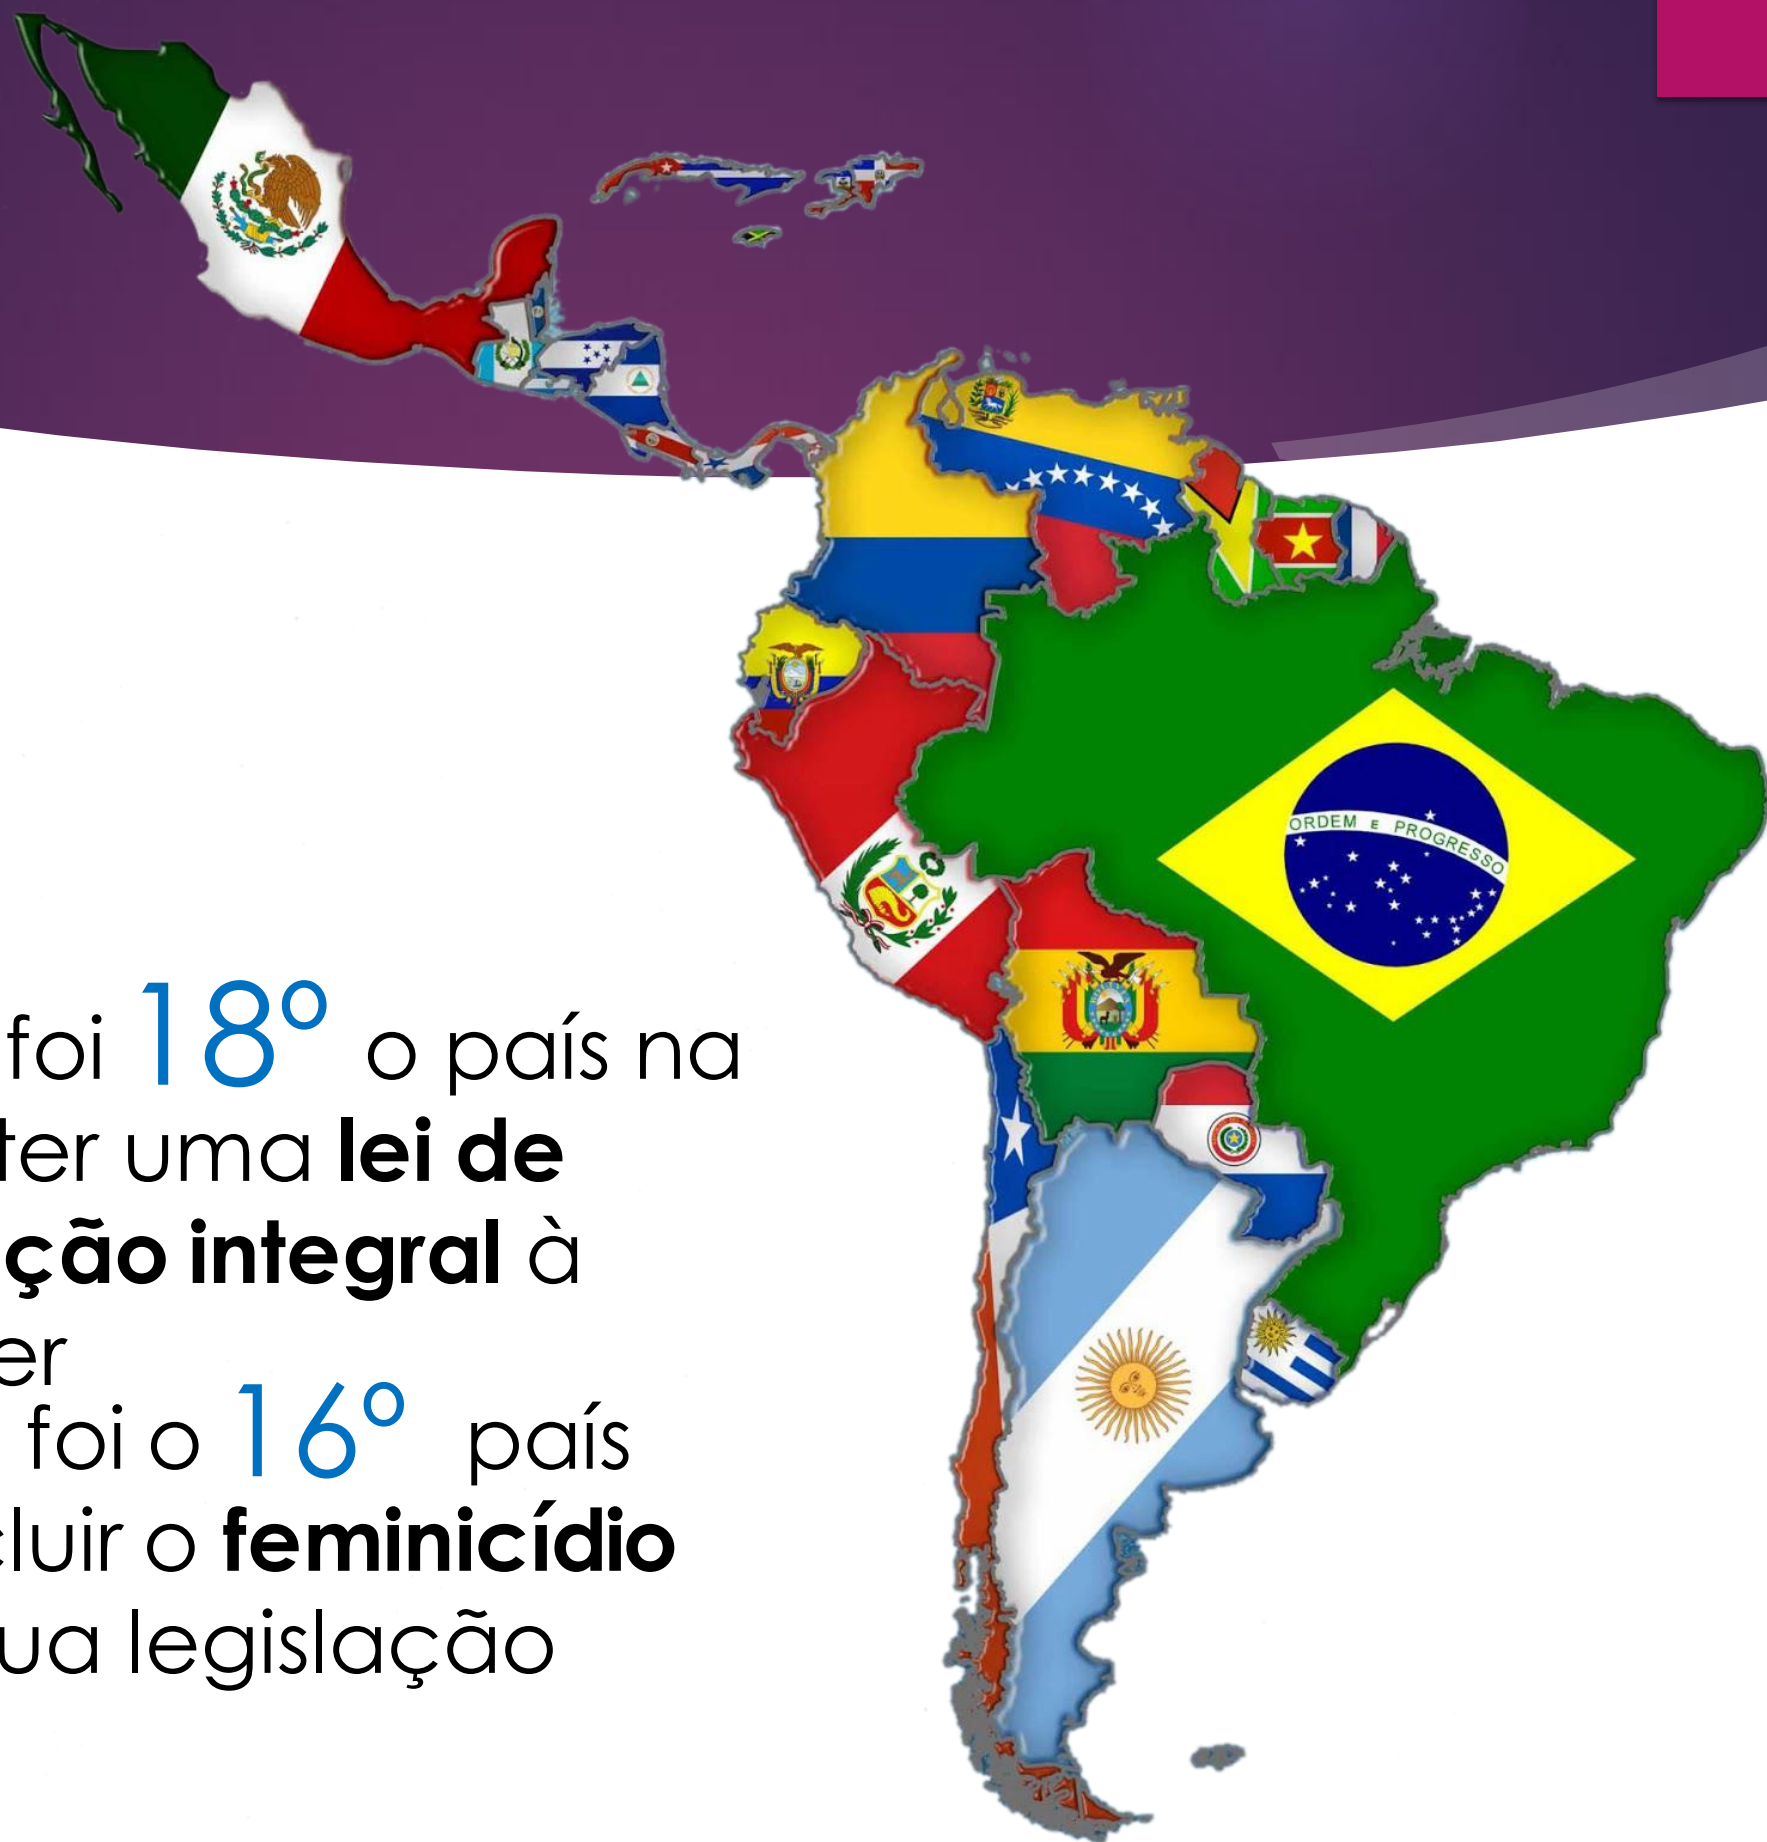 ORDEM E PROGRESSO
foi 18º o país na
ter uma lei de
ção integral à
er
foi o 16º país
cluir o feminicídio
ua legislação